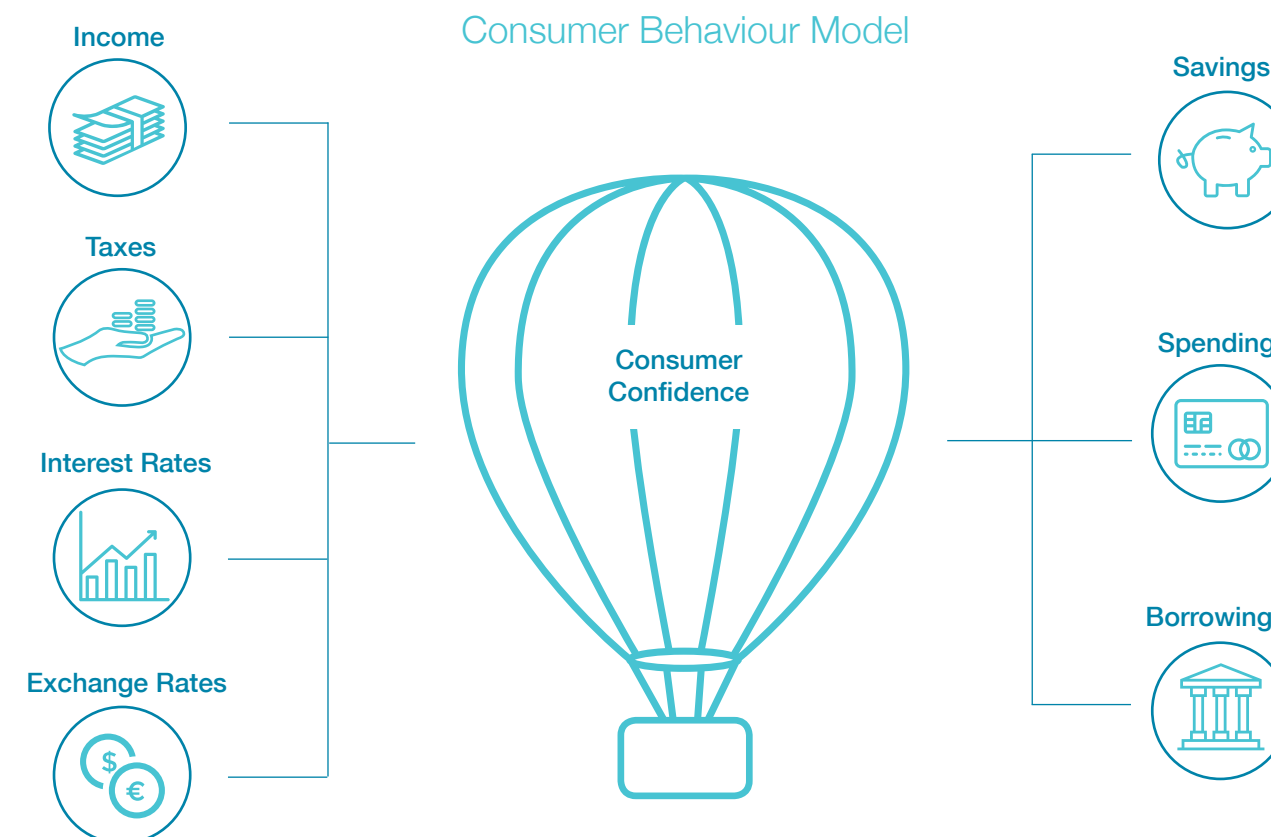 Consumer Behaviour Model
Income
Taxes
Interest Rates
Exchange Rates
$
€
Consumer
Confidence
Savings
Spending
Borrowing